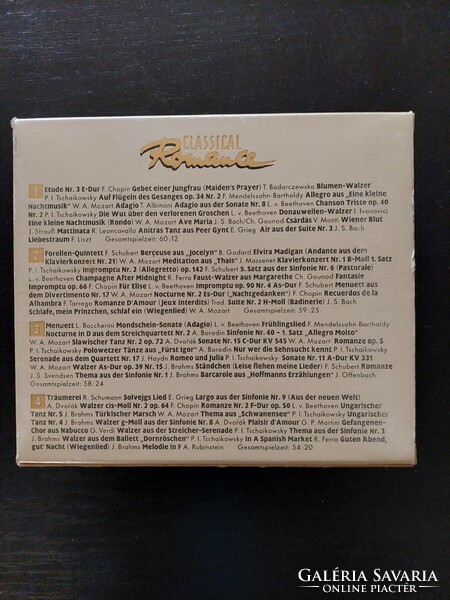 CLASSICAL
Romance
1 Etude Nr. 3 E-Dur F. Chopin Gebet einer Jungfrau (Maiden's Prayer) T. Bodarczewska Blumen-Walzer
P. I. Tschaikowsky Auf Flügeln des Gesanges op. 34 Nr. 2 F. Mendelssohn-Bartholdy Allegro aus „Eine kleine
Nachtmusik" W. A. Mozart Adagio T. Albinoni Adagio aus der Sonate Nr. 8 L. v. Beethoven Chanson Triste op. 40
Nr. 2 P. I. Tschaikowsky Die Wut über den verlorenen Groschen L. v. Beethoven Donauwellen-Walzer J. Ivanovici
Eine kleine Nachtmusik (Rondo) W. A. Mozart Ave Maria J. S. Bach/Ch. Gounod Csárdás V. Monti Wiener Blut
J. Strauß Mattinata R. Leoncavallo Anitras Tanz aus Peer Gynt E. Grieg Air aus der Suite Nr. 3 J. S. Bach
Liebestraum F. Liszt Gesamtspielzeit: 60:12
2 Forellen-Quintett F. Schubert Berceuse aus „Jocelyn" B. Godard Elvira Madigan (Andante aus dem
Klavierkonzert Nr. 21) W. A. Mozart Meditation aus „Thais" J. Massenet Klavierkonzert Nr. 1 B-Moll 1. Satz
P. I. Tschaikowsky Impromptu Nr. 2 (Allegretto) op. 142 F. Schubert 5. Satz aus der Sinfonie Nr. 6 (Pastorale)
L. v. Beethoven Champagne After Midnight R. Ferro Faust-Walzer aus Margarethe Ch. Gounod Fantasie
Impromptu op. 66 F. Chopin Für Elise L. v. Beethoven Impromptu op. 90 Nr. 4 As-Dur F. Schubert Menuett aus
dem Divertimento Nr. 17 W. A. Mozart Nocturne Nr. 2 Es-Dur („Nachtgedanken") F. Chopin Recuerdos de la
Alhambra F. Tarrego Romanze D'Amour (Jeux Interdits) Trad. Suite Nr. 2 H-Moll (Badinerie) J. S. Bach
Schlafe, mein Prinzchen, schlaf ein (Wiegenlied) W. A. Mozart Gesamtspielzeit: 59:25
3 Menuett L. Boccherini Mondschein-Sonate (Adagio) L. v. Beethoven Frühlingslied F. Mendelssohn-Bartholdy
Nocturne in D aus dem Streichquartett Nr. 2 A. Borodin Sinfonie Nr. 40 – 1. Satz „Allegro Molto"
W. A. Mozart Slawischer Tanz Nr. 2 op. 72 A. Dvořák Sonate Nr. 15 C-Dur KV 545 W. A. Mozart Romanze op. 5
P. I. Tschaikowsky Polowetzer Tänze aus „Fürst Igor" A. Borodin Nur wer die Sehnsucht kennt P. I. Tschaikowsky
Serenade aus dem Quartett Nr. 17 J. Haydn Romeo und Julia P. I. Tschaikowsky Sonate Nr. 11 A-Dur KV 331
W. A. Mozart Walzer As-Dur op. 39 Nr. 15 J. Brahms Ständchen (Leise flehen meine Lieder) F. Schubert Romanze
J. S. Svendsen Thema aus der Sinfonie Nr. 1 J. Brahms Barcarole aus „Hoffmanns Erzählungen" J. Offenbach
Gesamtspielzeit: 58:24
4 Träumerei R. Schumann Solvejgs Lied E. Grieg Largo aus der Sinfonie Nr. 9 (Aus der neuen Welt)
A. Dvořák Walzer cis-Moll Nr. 2 op. 64 F. Chopin Romanze Nr. 2 F-Dur op. 50 L. v. Beethoven Ungarischer
Tanz Nr. 5 J. Brahms Türkischer Marsch W. A. Mozart Thema aus „Schwanensee" P. I. Tschaikowsky Ungarischer
Tanz Nr. 4 J. Brahms Walzer g-Moll aus der Sinfonie Nr. 8 A. Dvořák Plaisir d'Amour G. P. Martini Gefangenen-
Chor aus Nabucco G. Verdi Walzer aus der Streicher-Serenade P. I. Tschaikowsky Thema aus der Sinfonie Nr. 3
J. Brahms Walzer aus dem Ballett „Dornröschen" P. I. Tschaikowsky In A Spanish Market R. Ferro Guten Abend,
gut' Nacht (Wiegenlied) J. Brahms Melodie in F A. Rubinstein Gesamtspielzeit: 54:20
GALÉRIA SAVARIA
ONLINE PIACTÉR